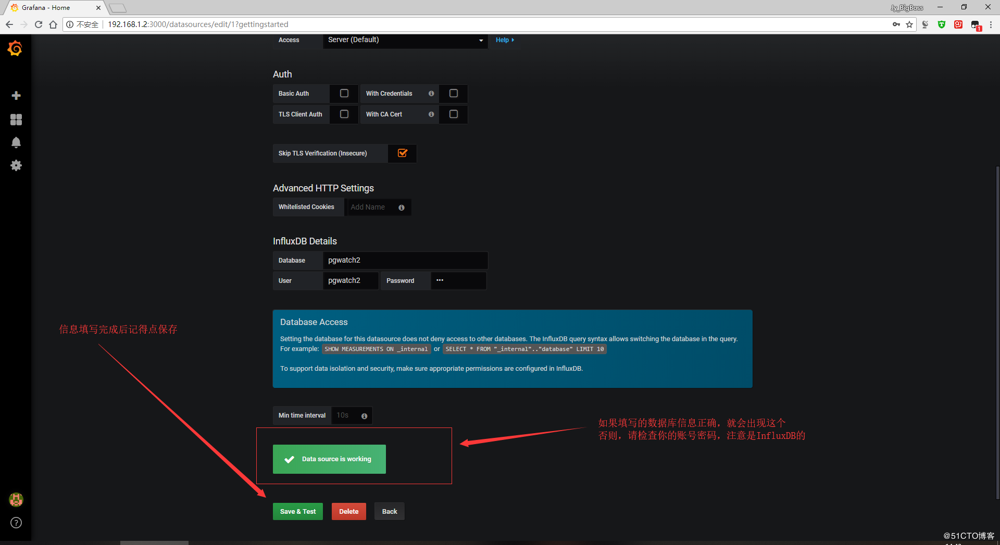 Grafana - Home
Jy_BigBoss
不安全
192.168.1.2:3000/datasources/edit/1?gettingstarted
1
Access
Server (Default)
Help
Auth
Basic Auth
With Credentials
TLS Client Auth
With CA Cert
Skip TLS Verification (Insecure)
Advanced HTTP Settings
Whitelisted Cookies
Add Name
InfluxDB Details
Database
pgwatch2
User
pgwatch2
Password
•••
Database Access
Setting the database for this datasource does not deny access to other databases. The InfluxDB query syntax allows switching the database in the query.
For example: SHOW MEASUREMENTS ON _internal or SELECT * FROM "_internal".."database" LIMIT 10
To support data isolation and security, make sure appropriate permissions are configured in InfluxDB.
信息填写完成后记得点保存
Min time interval
10s
如果填写的数据库信息正确，就会出现这个
否则，请检查你的账号密码，注意是InfluxDB的
Data source is working
Save & Test
Delete
Back
@51CTO博客